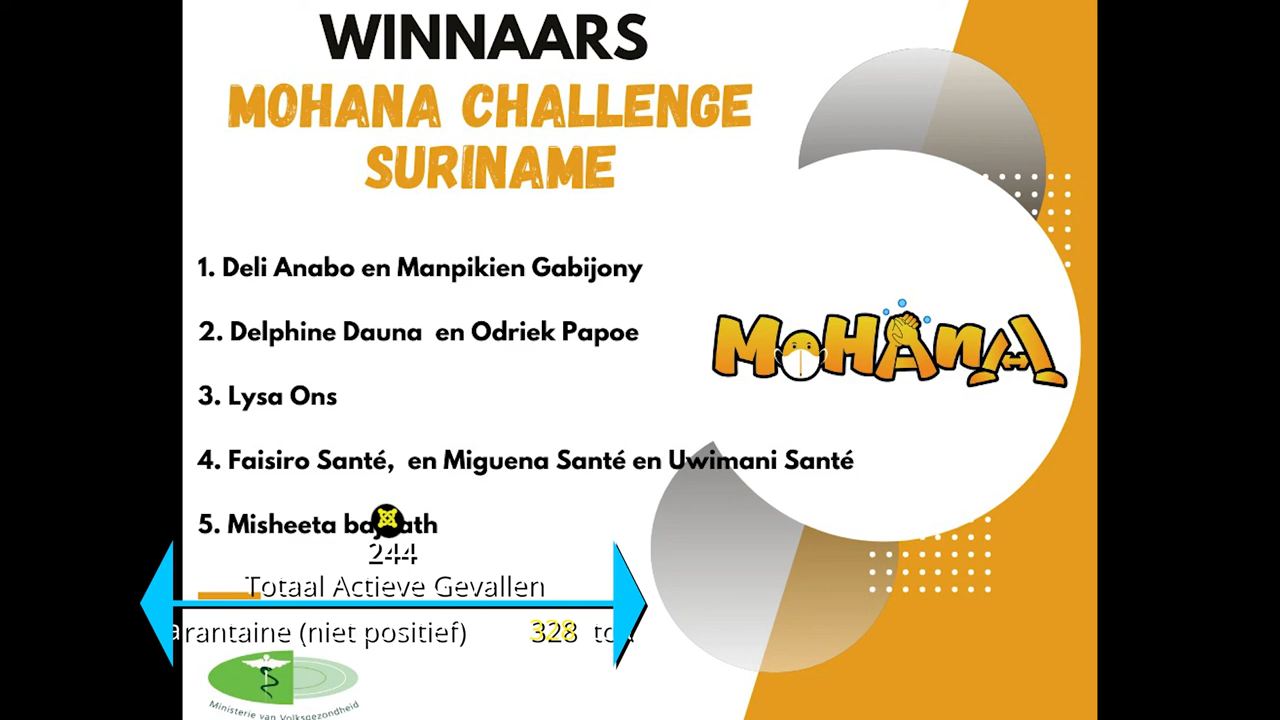 WINNAARS
MOHANA CHALLENGE
SURINAME
1. Deli Anabo en Manpikien Gabijony
2. Delphine Dauna en Odriek Papoe
MOHANA
3. Lysa Ons
4. Faisiro Santé, en Miguena Santé en Uwimani Santé
5. Misheeta
244
Totaal Actieve Gevallen
arantaine (niet positief) 328
Ministerie van Volksgezondheid